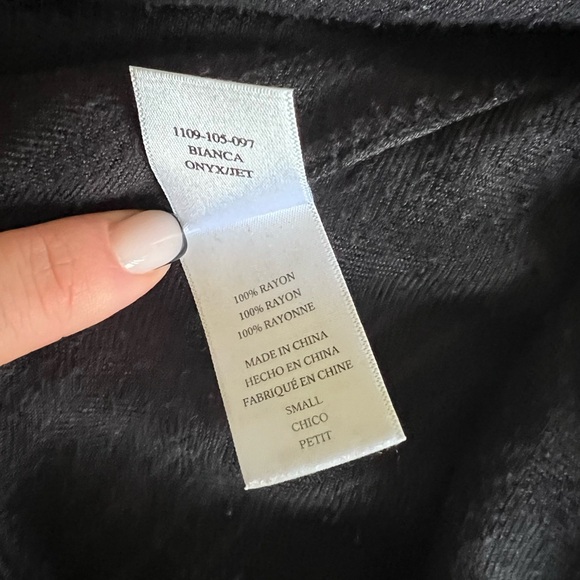 1109-105-097
BIANCA
ONYX/JET
100% RAYON
100% RAYON
100% RAYONNE
MADE IN CHINA
HECHO EN CHINA
FABRIQUÉ EN CHINE
SMALL
CHICO
PETIT